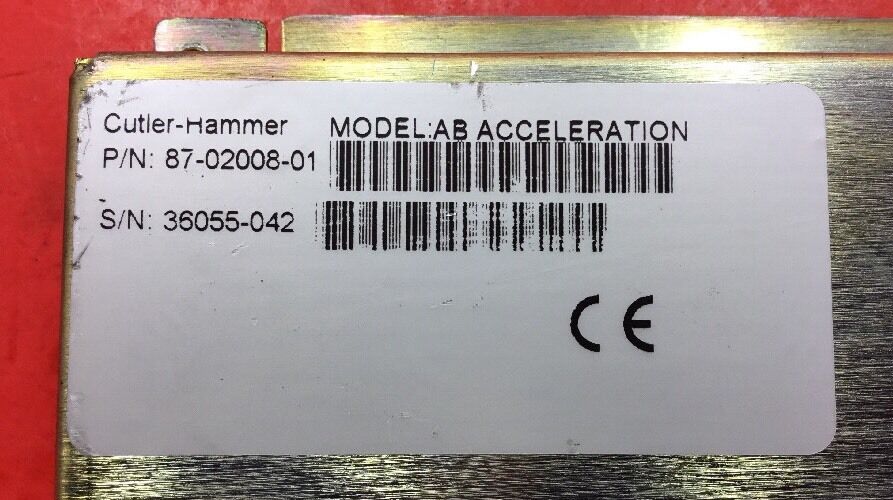 Cutler-Hammer MODEL:AB ACCELERATION
P/N: 87-02008-01
S/N: 36055-042
CE